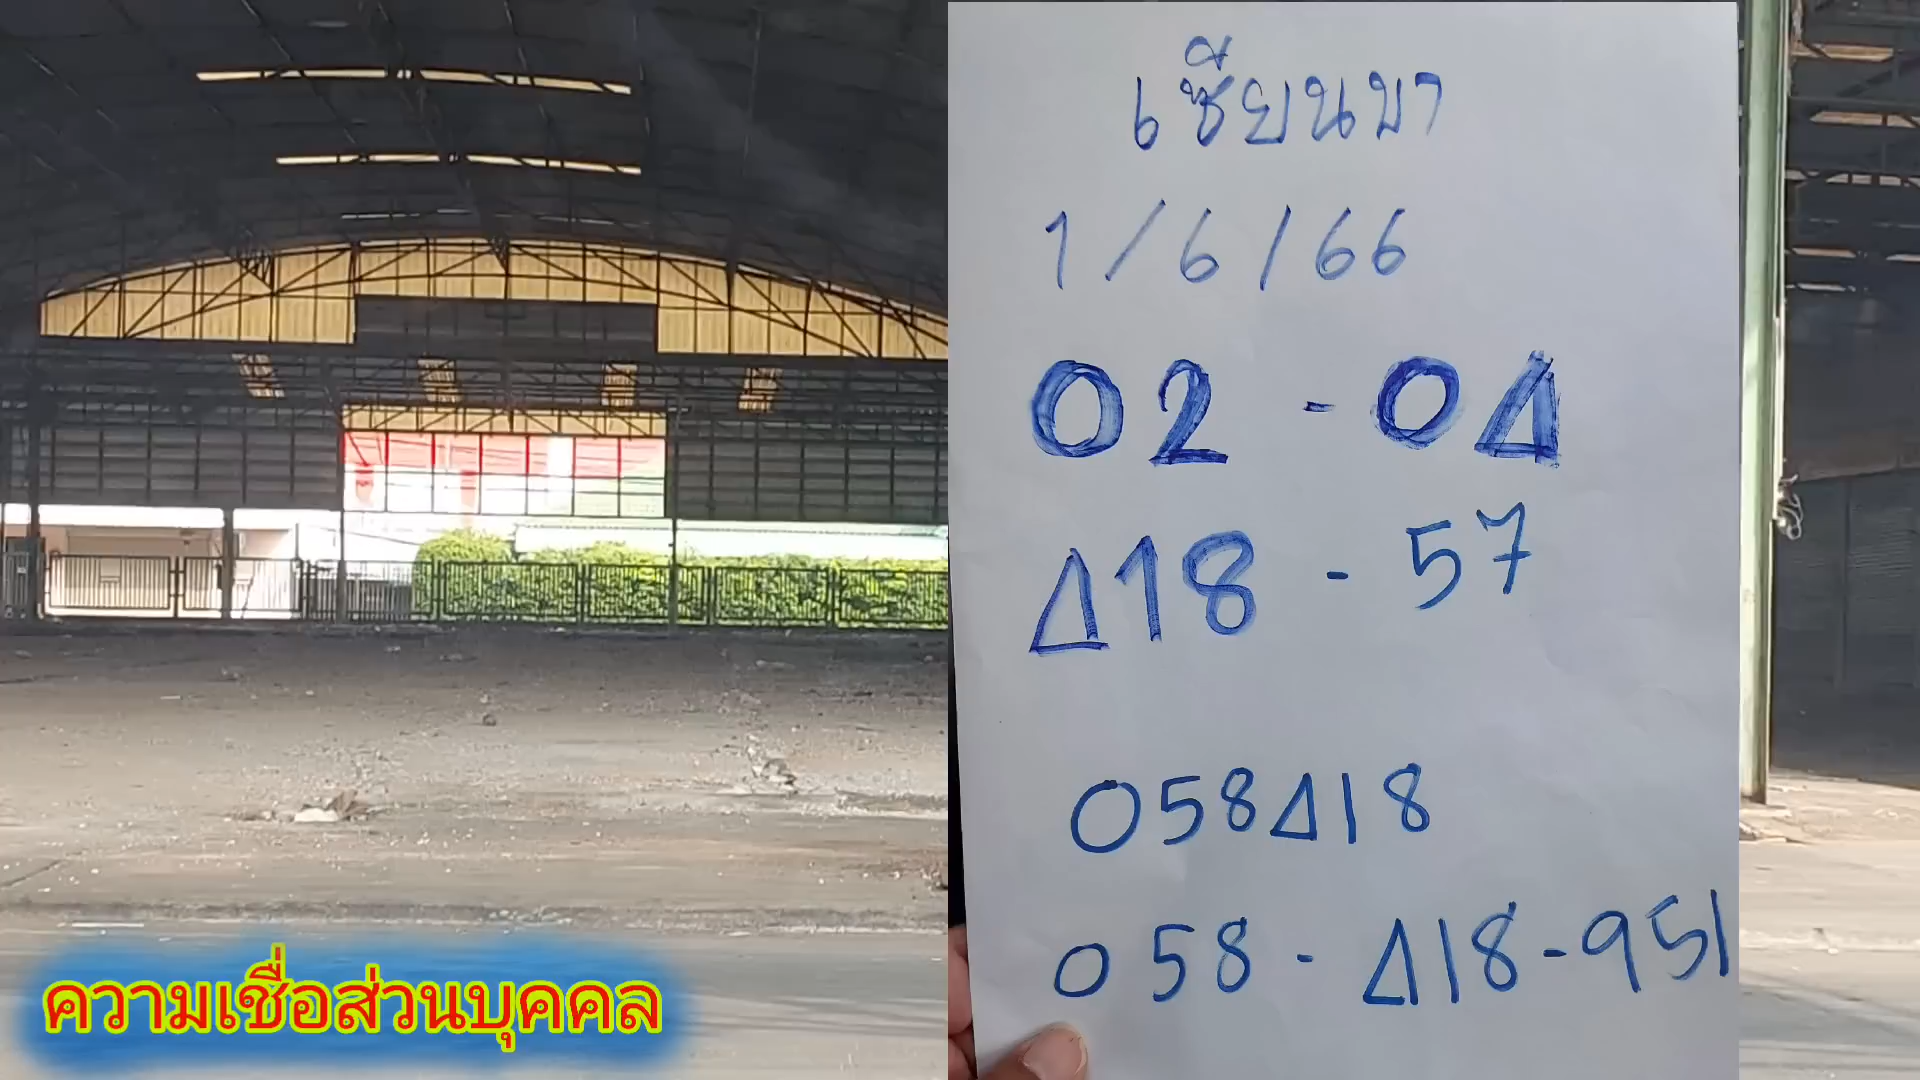 เซียนบา
1/6/66
02 - 04
418 - 57
058418
058 - 418 - 951
ความเชื่อส่วนบุคคล